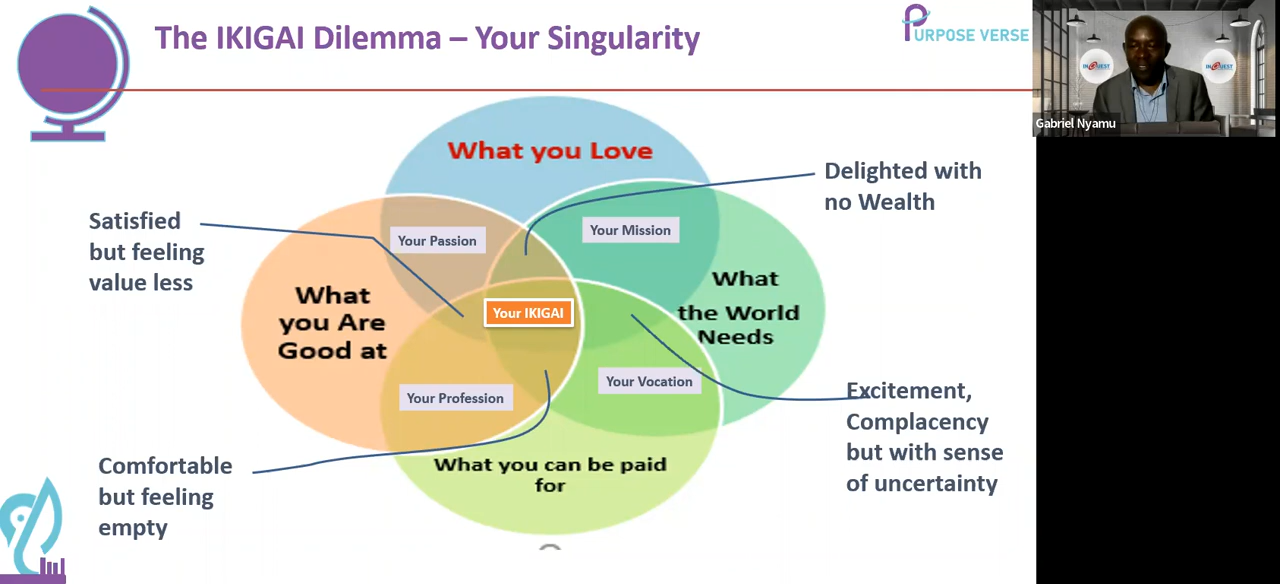 The IKIGAI Dilemma – Your Singularity
PURPOSE VERSE
INQUEST
INQUEST
Gabriel Nyamu
What you Love
Delighted with
no Wealth
Satisfied
but feeling
value less
Your Passion
Your Mission
What
you Are
Good at
What
the World
Needs
Your IKIGAI
Your Profession
Your Vocation
Excitement,
Complacency
but with sense
of uncertainty
Comfortable
but feeling
empty
What you can be paid
for